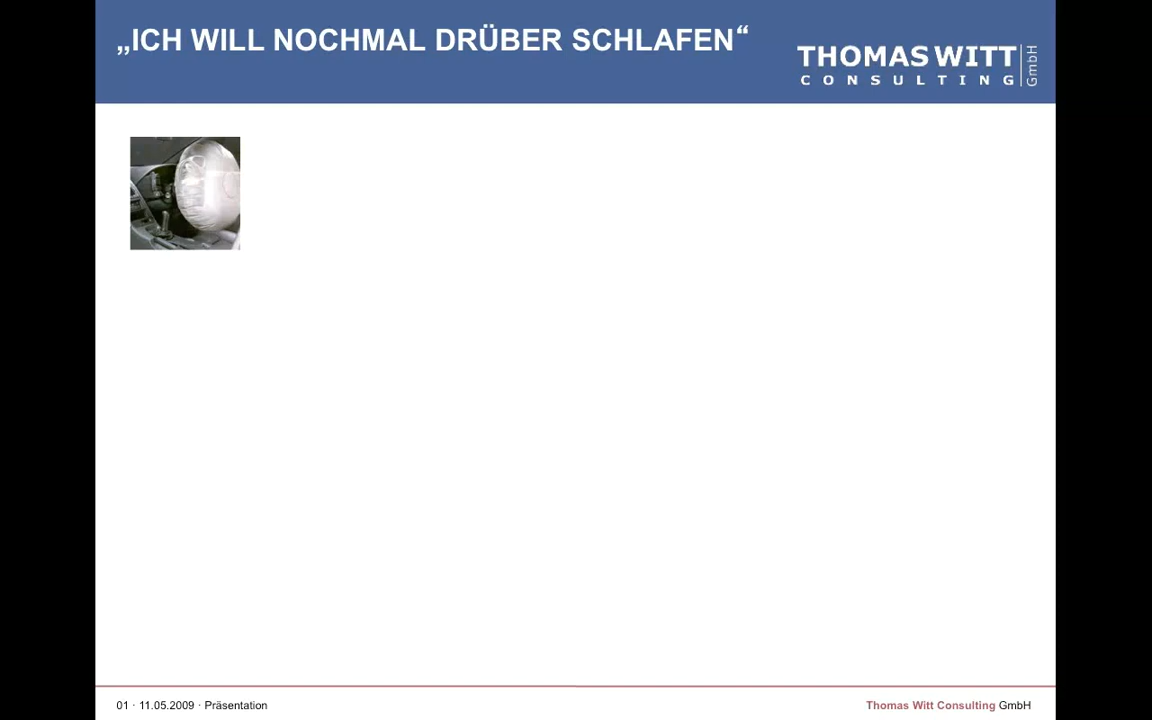 „ICH WILL NOCHMAL DRÜBER SCHLAFEN“
THOMAS WITT
CONSULTING
GmbH
01 · 11.05.2009 · Präsentation
Thomas Witt Consulting GmbH